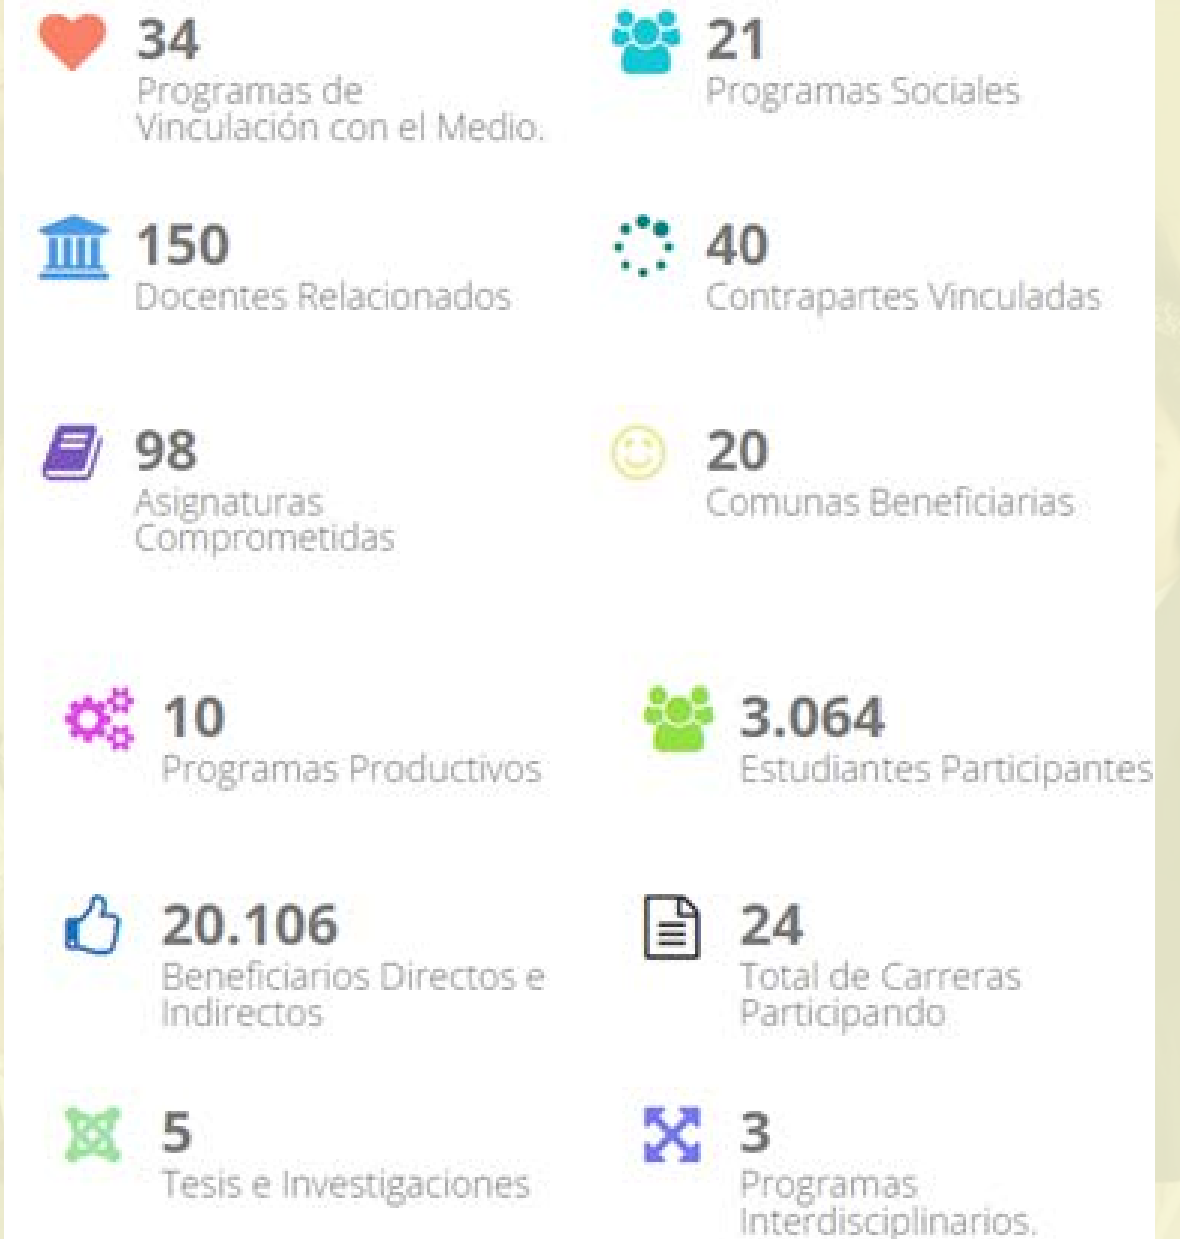 34
Programas de
Vinculación con el Medio.
21
Programas Sociales
150
Docentes Relacionados
40
Contrapartes Vinculadas
98
Asignaturas
Comprometidas
20
Comunas Beneficiarias
10
Programas Productivos
3.064
Estudiantes Participantes
20.106
Beneficiarios Directos e
Indirectos
24
Total de Carreras
Participando
5
Tesis e Investigaciones
3
Programas
Interdisciplinarios.